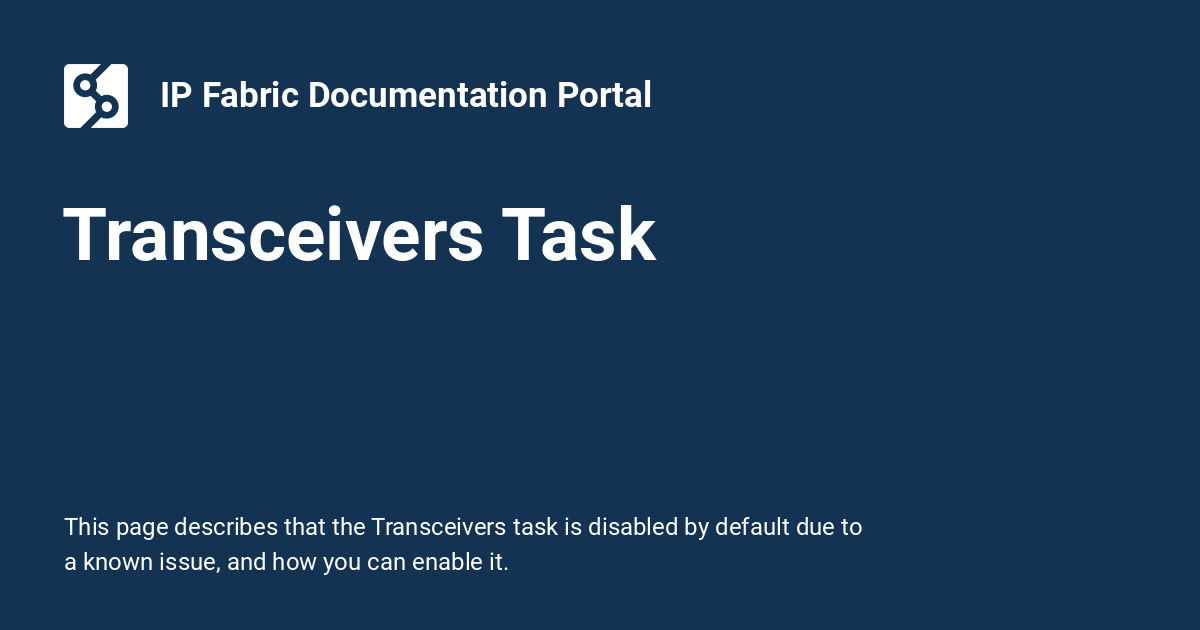 IP Fabric Documentation Portal
Transceivers Task
This page describes that the Transceivers task is disabled by default due to
a known issue, and how you can enable it.